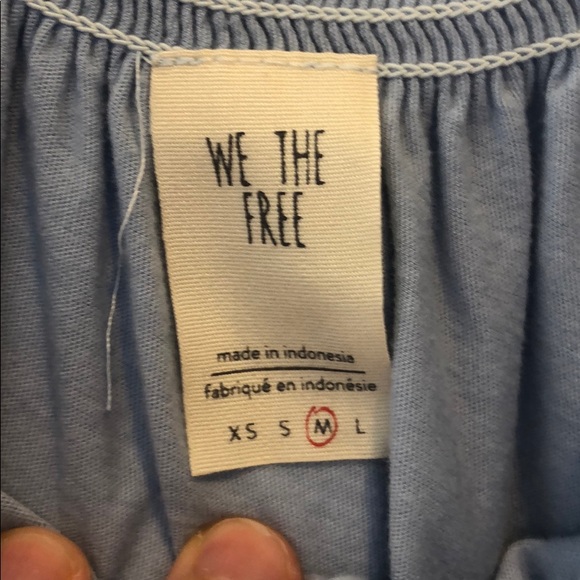 WE THE
FREE
made in indonesia
fabriqué en indonésie
XS S M L